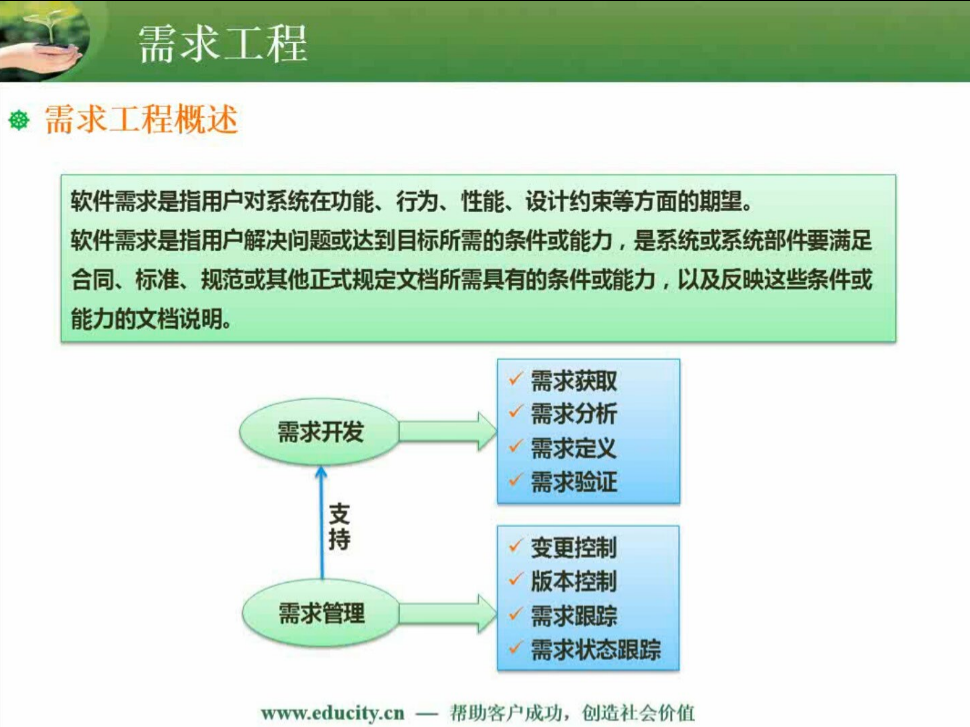 需求工程
需求工程概述
软件需求是指用户对系统在功能、行为、性能、设计约束等方面的期望。
软件需求是指用户解决问题或达到目标所需的条件或能力，是系统或系统部件要满足
合同、标准、规范或其他正式规定文档所需具有的条件或能力，以及反映这些条件或
能力的文档说明。
需求开发
需求获取
需求分析
需求定义
需求验证
支
持
需求管理
变更控制
版本控制
需求跟踪
需求状态跟踪
www.educity.cn — 帮助客户成功，创造社会价值